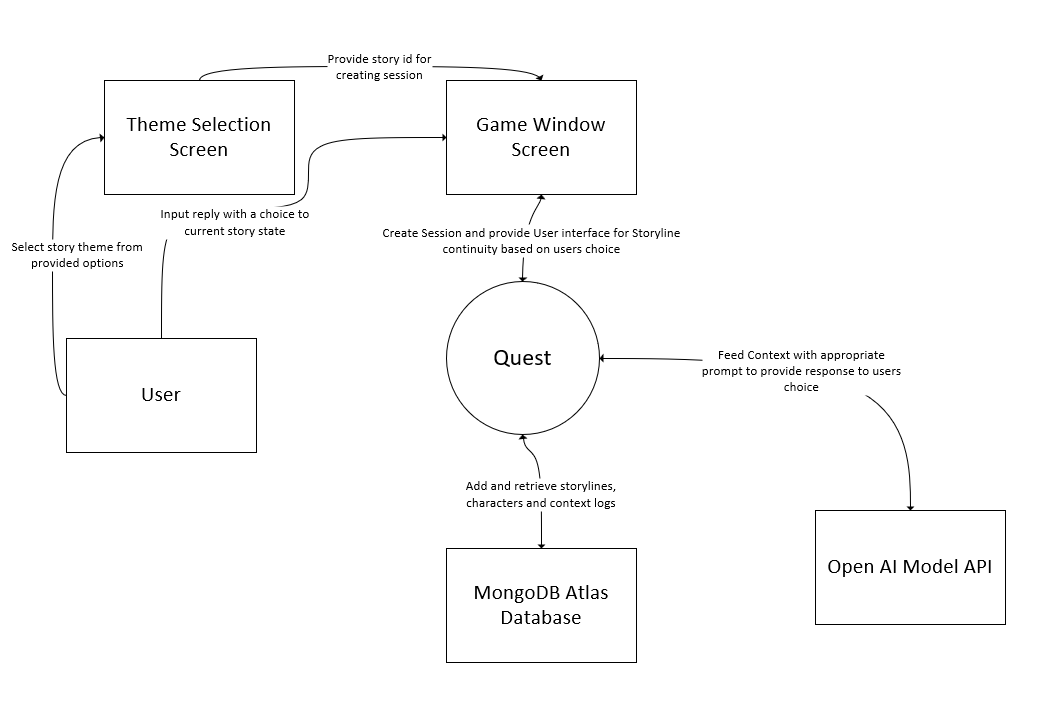 Provide story id for
creating session
Theme Selection
Screen
Game Window
Screen
Input reply with a choice to
current story state
Select story theme from
provided options
Create Session and provide User interface for Storyline
continuity based on users choice
Quest
Feed Context with appropriate
prompt to provide response to users
choice
User
Add and retrieve storylines,
characters and context logs
MongoDB Atlas
Database
Open AI Model API